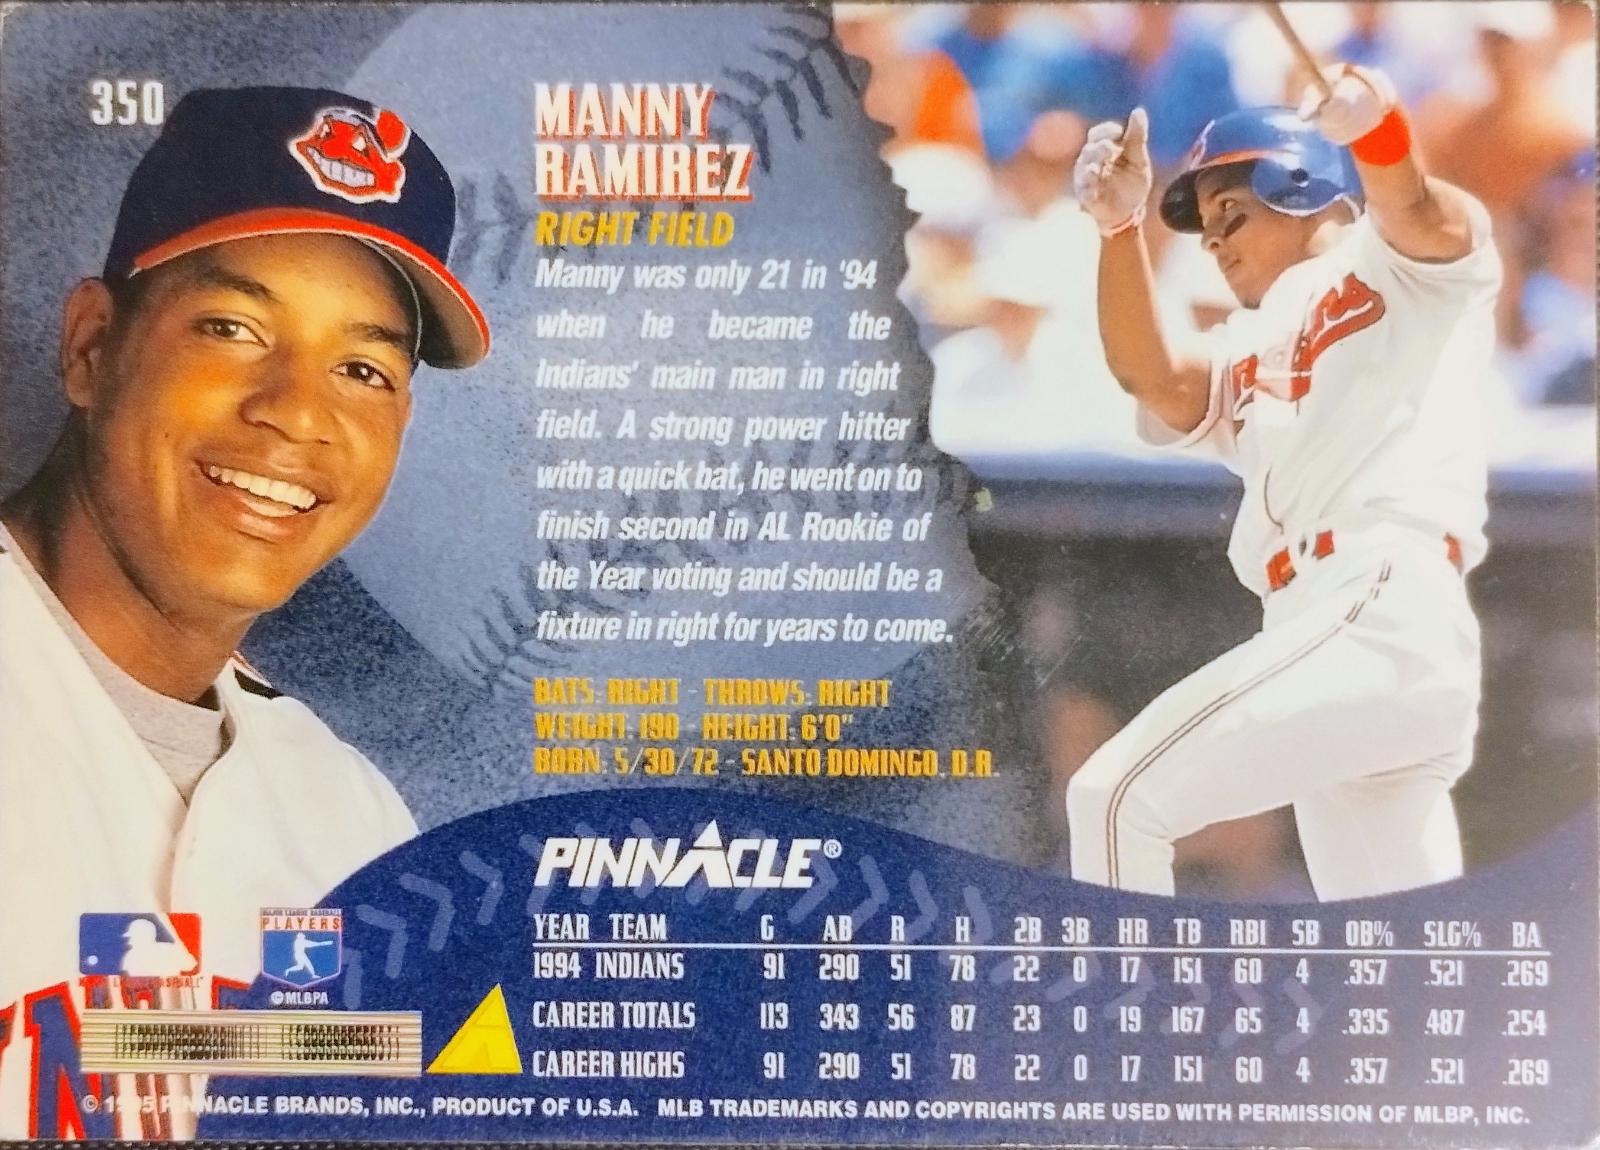 350
MANNY
RAMIREZ
RIGHT FIELD
Manny was only 21 in '94
when he became the
Indians' main man in right
field. A strong power hitter
with a quick bat, he went on to
finish second in AL Rookie of
the Year voting and should be a
fixture in right for years to come.
BATS: RIGHT - THROWS: RIGHT
WEIGHT: 190 - HEIGHT: 6'0"
BORN: 5/30/72 - SANTO DOMINGO, D.R.
PINNACLE®
YEAR TEAM G AB R H 2B 3B HR TB RBI SB OB% SLG% BA
1994 INDIANS 91 290 51 78 22 0 17 151 60 4 .357 .521 .269
CAREER TOTALS 113 343 56 87 23 0 19 167 65 4 .335 .487 .254
CAREER HIGHS 91 290 51 78 22 0 17 151 60 4 .357 .521 .269
MAJOR LEAGUE BASEBALL
PLAYERS
©MLBPA
© 1995 PINNACLE BRANDS, INC., PRODUCT OF U.S.A. MLB TRADEMARKS AND COPYRIGHTS ARE USED WITH PERMISSION OF MLBP, INC.